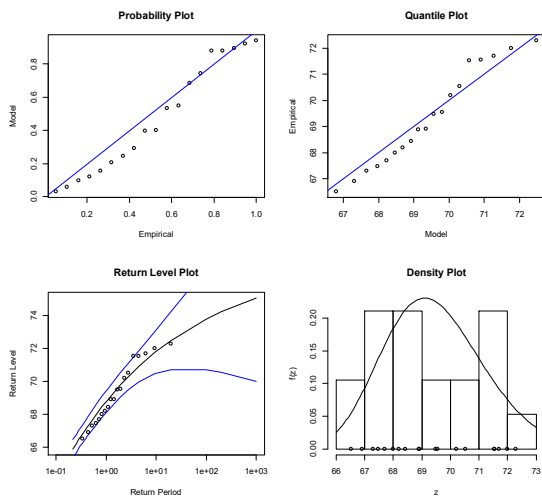 Probability Plot
Model
0.0 0.2 0.4 0.6 0.8
0.2 0.4 0.6 0.8 1.0
Empirical
Quantile Plot
Empirical
67 68 69 70 71 72
67 68 69 70 71 72
Model
Return Level Plot
Return Level
66 68 70 72 74
1e-01 1e+00 1e+01 1e+02 1e+03
Return Period
Density Plot
f(z)
0.00 0.05 0.10 0.15 0.20
66 67 68 69 70 71 72 73
z